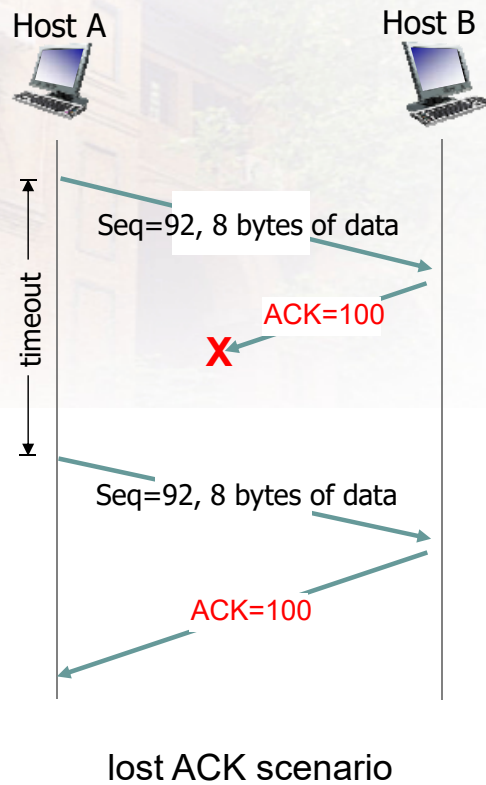 Host A
Host B
Seq=92, 8 bytes of data
ACK=100
timeout
X
Seq=92, 8 bytes of data
ACK=100
lost ACK scenario